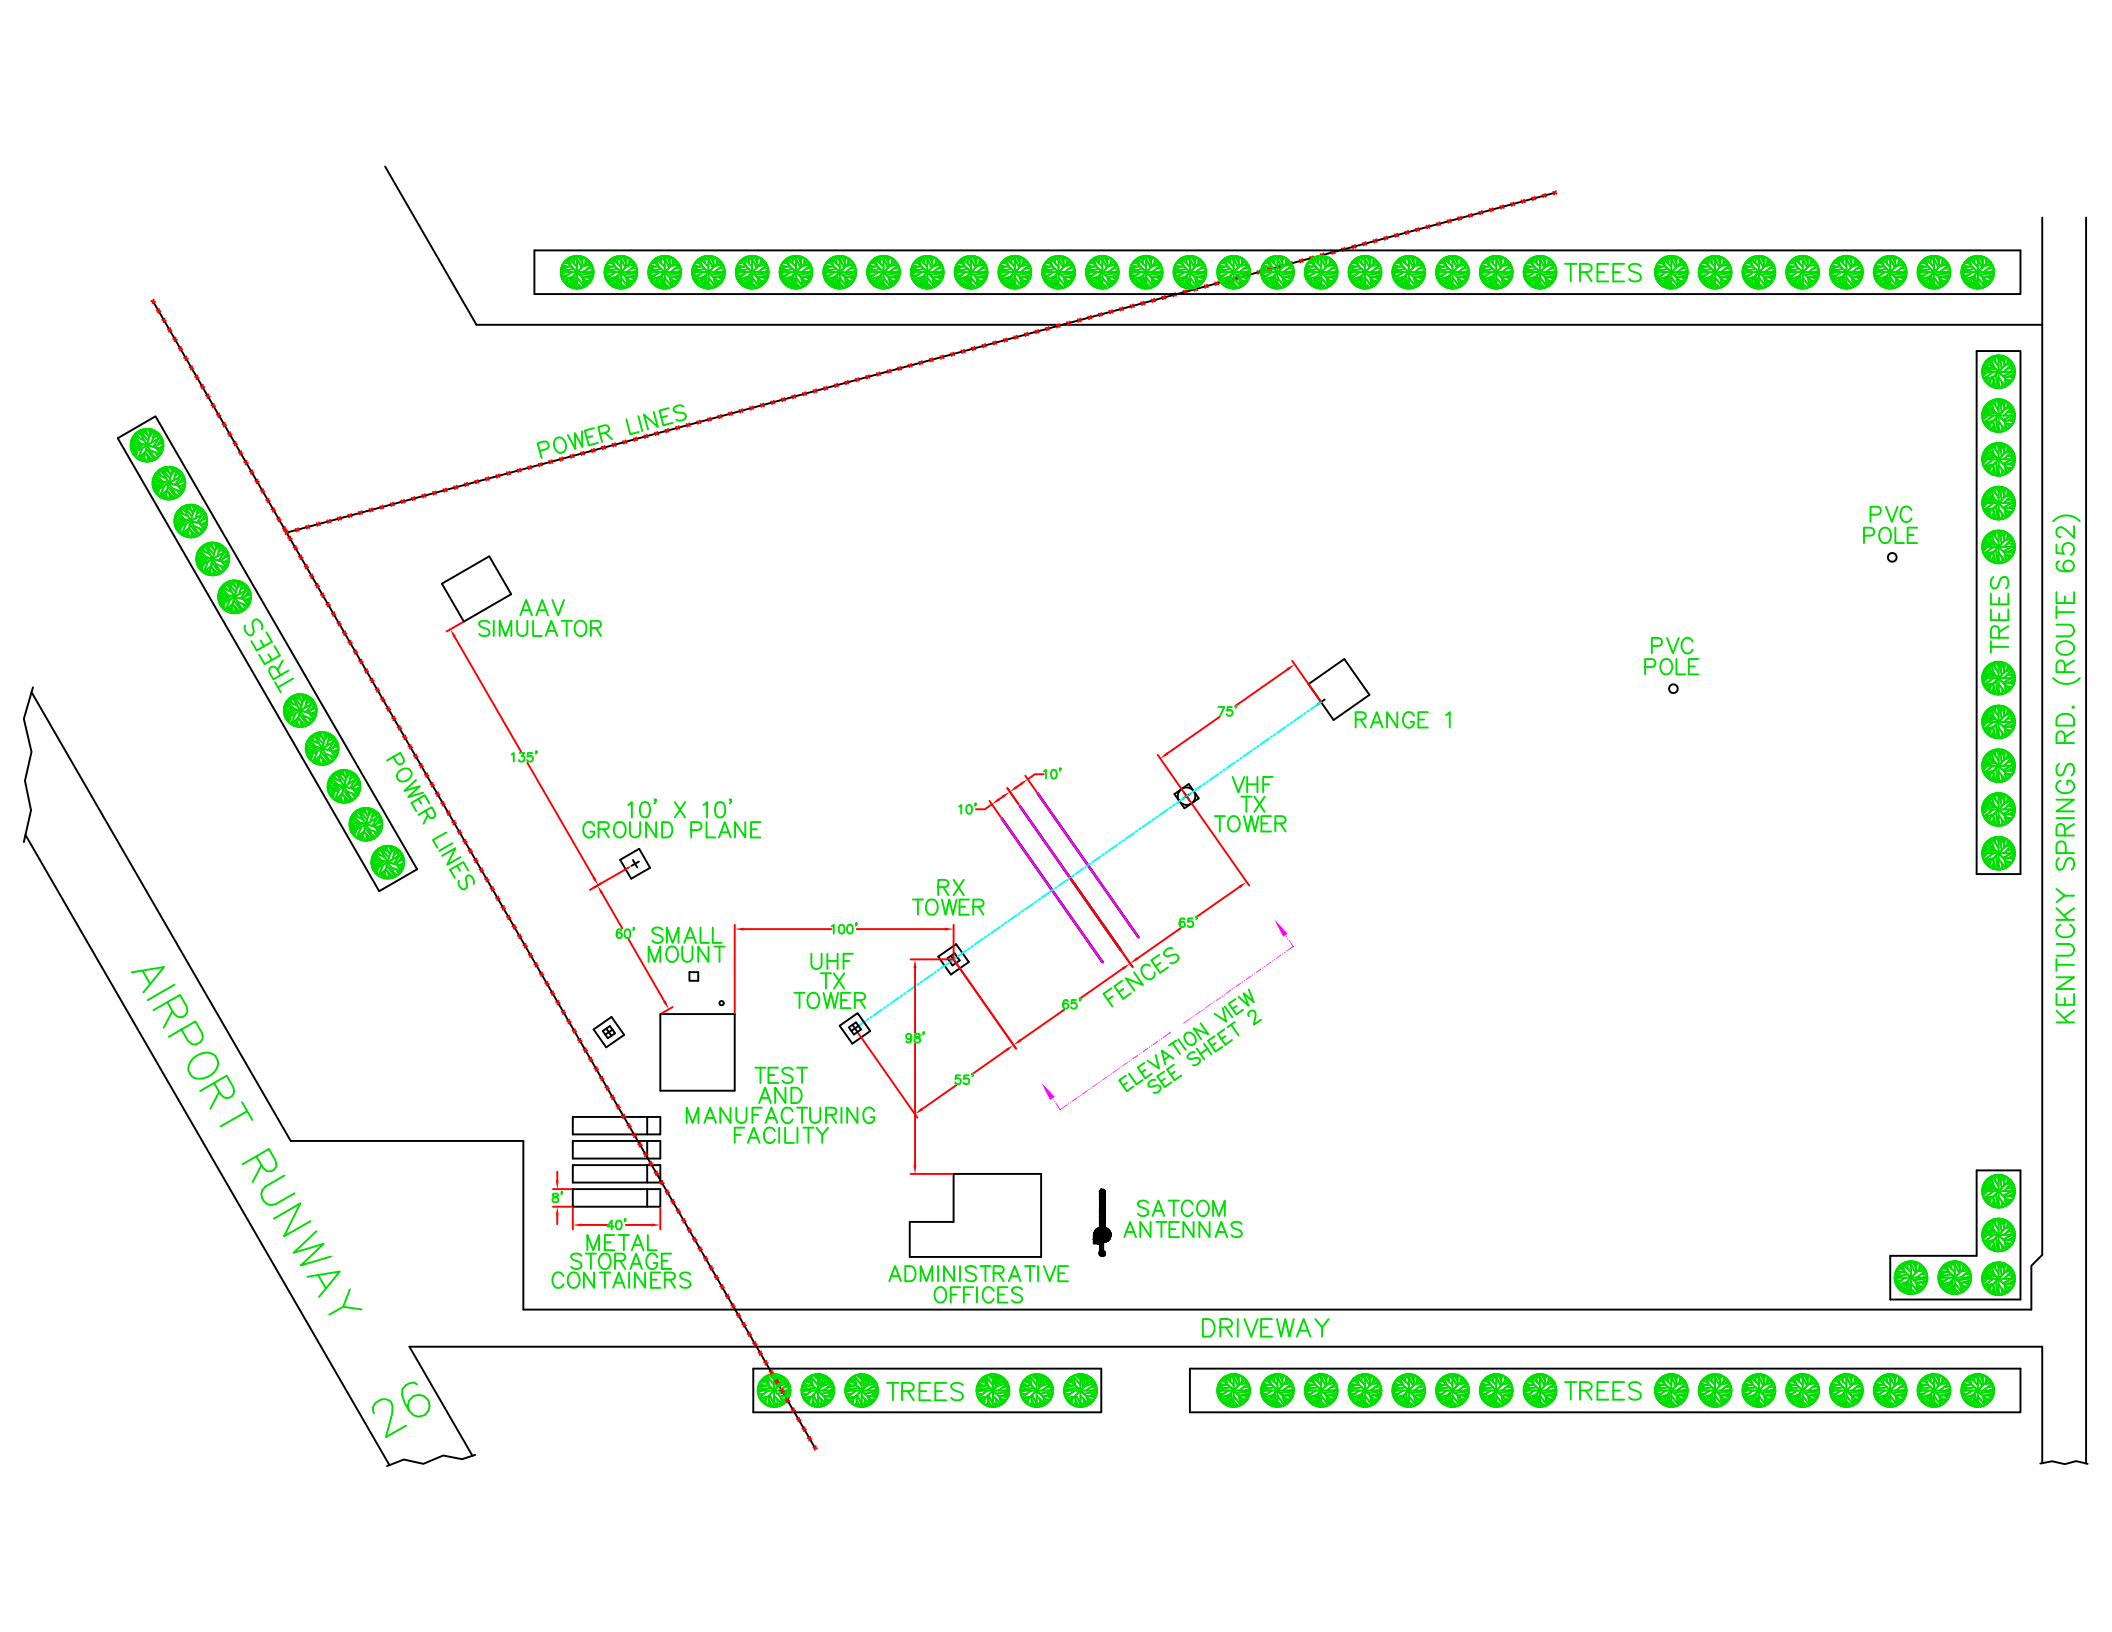 TREES
POWER LINES
PVC
POLE
AAV
SIMULATOR
TREES
TREES
KENTUCKY SPRINGS RD. (ROUTE 652)
PVC
POLE
75'
RANGE 1
135'
POWER LINES
10'
10'
VHF
TX
TOWER
10' X 10'
GROUND PLANE
RX
TOWER
60'
SMALL
MOUNT
100'
65'
UHF
TX
TOWER
FENCES
65'
98'
ELEVATION VIEW
SEE SHEET 2
55'
AIRPORT RUNWAY
TEST
AND
MANUFACTURING
FACILITY
8'
40'
METAL
STORAGE
CONTAINERS
SATCOM
ANTENNAS
ADMINISTRATIVE
OFFICES
DRIVEWAY
26
TREES
TREES